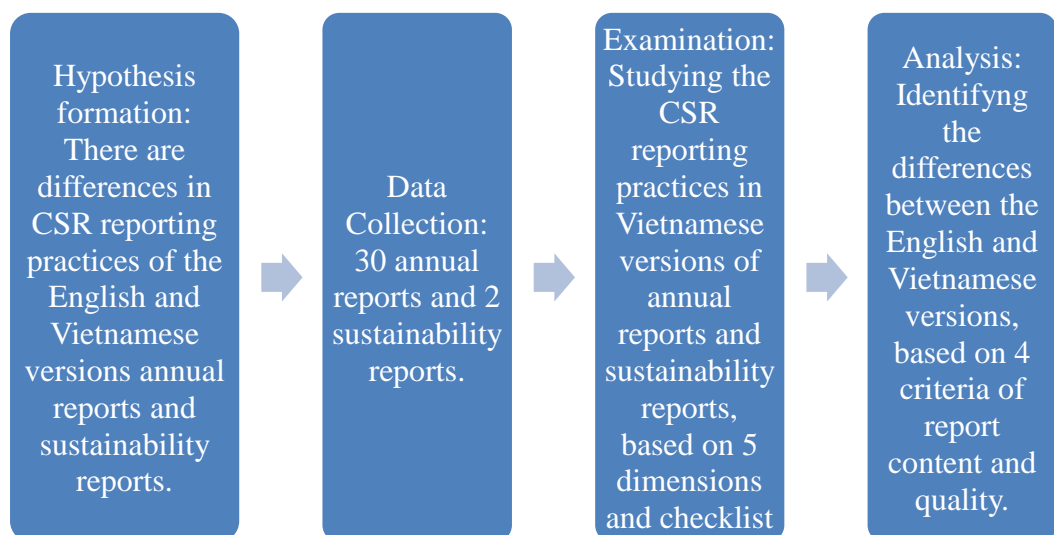 Hypothesis
formation:
There are
differences in
CSR reporting
practices of the
English and
Vietnamese
versions annual
reports and
sustainability
reports.
Data
Collection:
30 annual
reports and 2
sustainability
reports.
Examination:
Studying the
CSR
reporting
practices in
Vietnamese
versions of
annual
reports and
sustainability
reports,
based on 5
dimensions
and checklist
Analysis:
Identifyng
the
differences
between the
English and
Vietnamese
versions,
based on 4
criteria of
report
content and
quality.